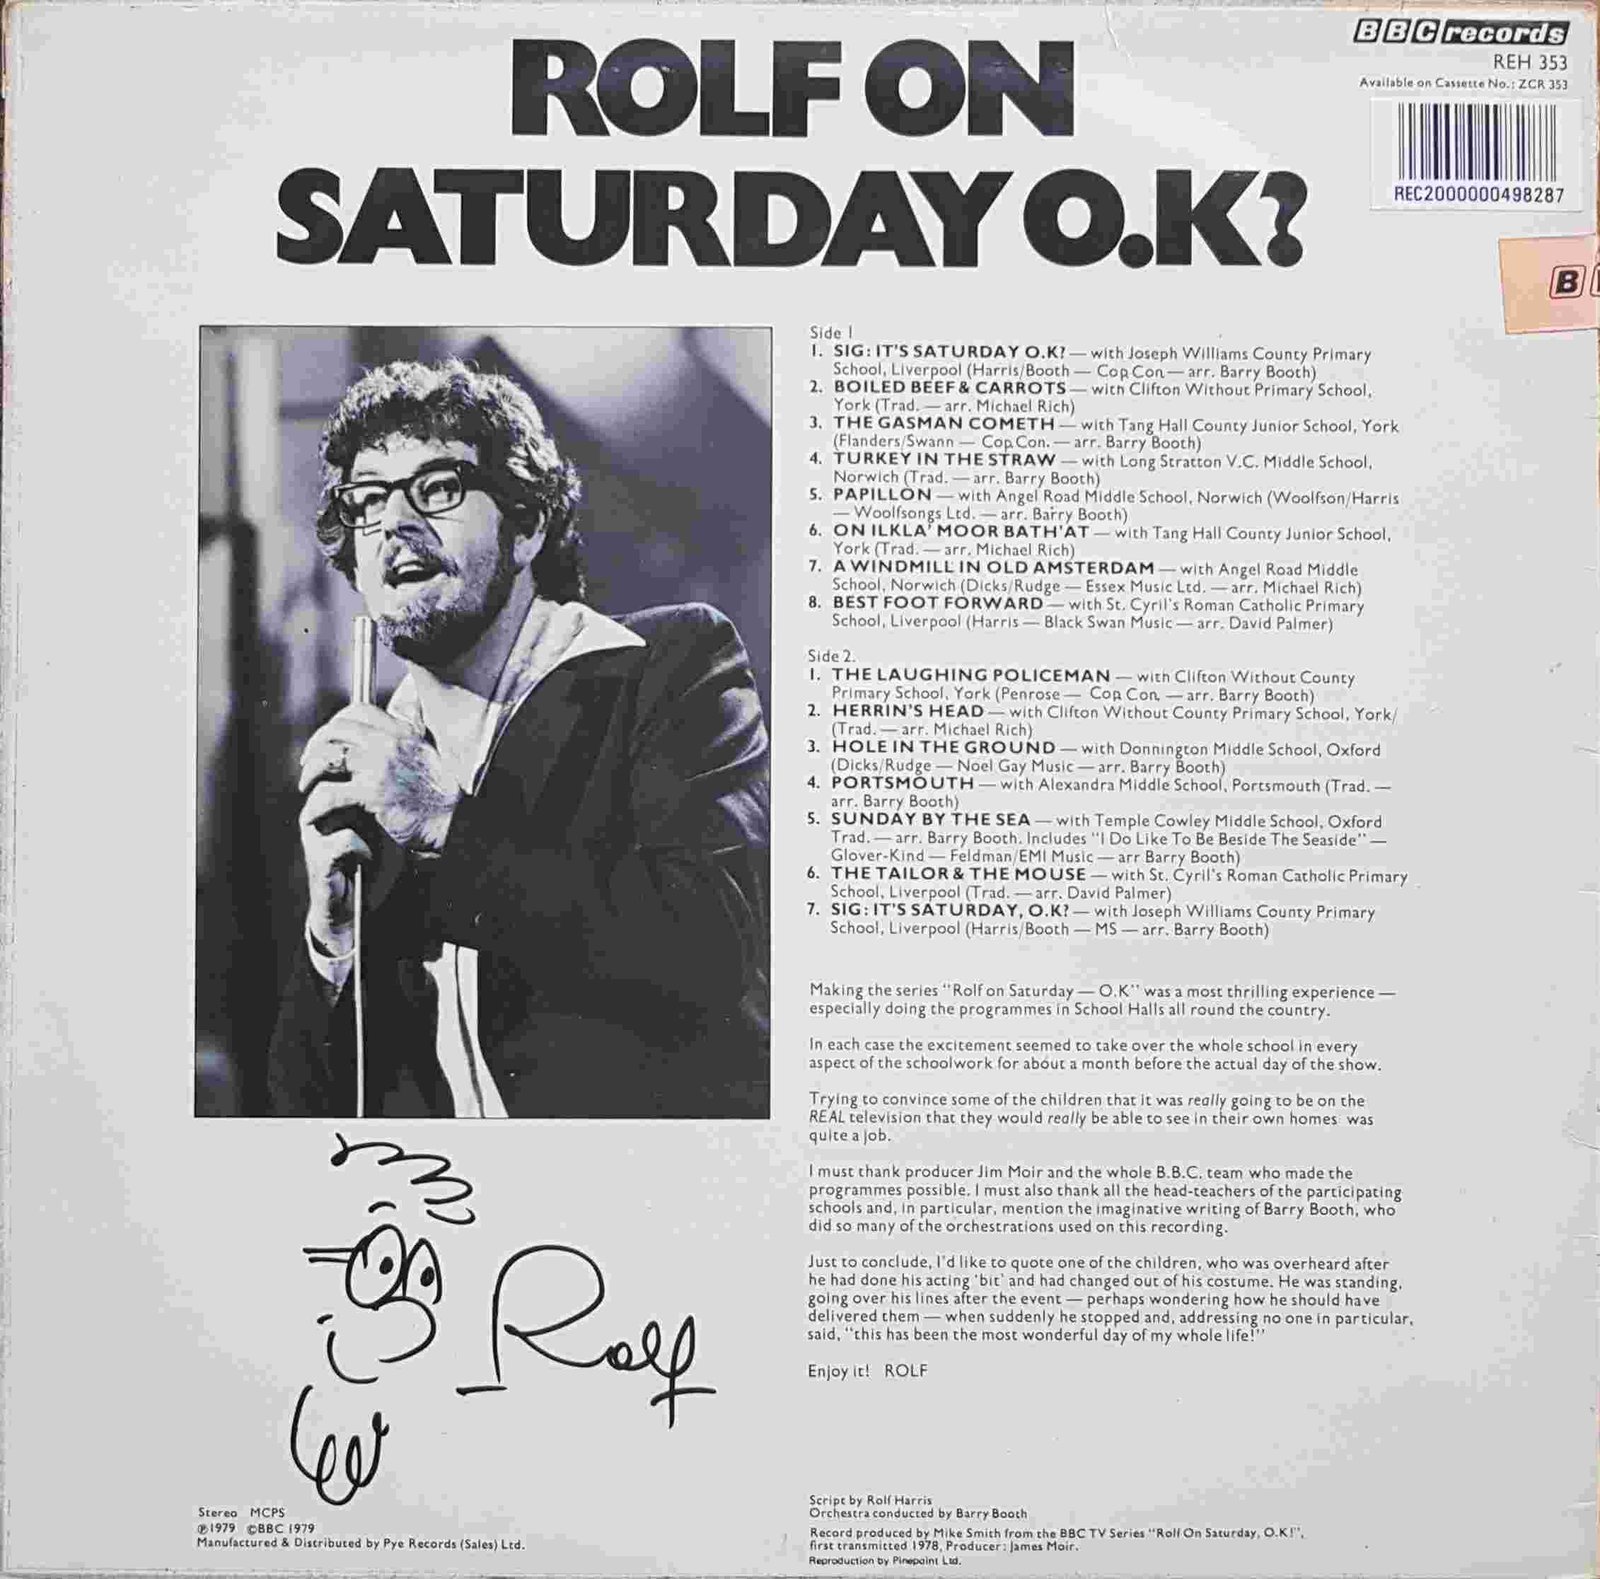 BBC records
REH 353
Available on Cassette No.: ZCR 353
REC2000000498287
B
ROLF ON
SATURDAY O.K?
Side 1
1. SIG: IT'S SATURDAY O.K? — with Joseph Williams County Primary
School, Liverpool (Harris/Booth — Cop. Con. — arr. Barry Booth)
2. BOILED BEEF & CARROTS — with Clifton Without Primary School,
York (Trad. — arr. Michael Rich)
3. THE GASMAN COMETH — with Tang Hall County Junior School, York
(Flanders/Swann — Cop. Con. — arr. Barry Booth)
4. TURKEY IN THE STRAW — with Long Stratton V.C. Middle School,
Norwich (Trad. — arr. Barry Booth)
5. PAPILLON — with Angel Road Middle School, Norwich (Woolfson/Harris
— Woolfsongs Ltd. — arr. Barry Booth)
6. ON ILKLA' MOOR BATH'AT — with Tang Hall County Junior School,
York (Trad. — arr. Michael Rich)
7. A WINDMILL IN OLD AMSTERDAM — with Angel Road Middle
School, Norwich (Dicks/Rudge — Essex Music Ltd. — arr. Michael Rich)
8. BEST FOOT FORWARD — with St. Cyril's Roman Catholic Primary
School, Liverpool (Harris — Black Swan Music — arr. David Palmer)
Side 2.
1. THE LAUGHING POLICEMAN — with Clifton Without County
Primary School, York (Penrose — Cop. Con. — arr. Barry Booth)
2. HERRIN'S HEAD — with Clifton Without County Primary School, York/
(Trad. — arr. Michael Rich)
3. HOLE IN THE GROUND — with Donnington Middle School, Oxford
(Dicks/Rudge — Noel Gay Music — arr. Barry Booth)
4. PORTSMOUTH — with Alexandra Middle School, Portsmouth (Trad. —
arr. Barry Booth)
5. SUNDAY BY THE SEA — with Temple Cowley Middle School, Oxford
Trad. — arr. Barry Booth. Includes "I Do Like To Be Beside The Seaside" —
Glover-Kind — Feldman/EMI Music — arr Barry Booth)
6. THE TAILOR & THE MOUSE — with St. Cyril's Roman Catholic Primary
School, Liverpool (Trad. — arr. David Palmer)
7. SIG: IT'S SATURDAY, O.K? — with Joseph Williams County Primary
School, Liverpool (Harris/Booth — MS — arr. Barry Booth)
Making the series "Rolf on Saturday — O.K" was a most thrilling experience —
especially doing the programmes in School Halls all round the country.
In each case the excitement seemed to take over the whole school in every
aspect of the schoolwork for about a month before the actual day of the show.
Trying to convince some of the children that it was really going to be on the
REAL television that they would really be able to see in their own homes was
quite a job.
I must thank producer Jim Moir and the whole B.B.C. team who made the
programmes possible. I must also thank all the head-teachers of the participating
schools and, in particular, mention the imaginative writing of Barry Booth, who
did so many of the orchestrations used on this recording.
Just to conclude, I'd like to quote one of the children, who was overheard after
he had done his acting 'bit' and had changed out of his costume. He was standing,
going over his lines after the event — perhaps wondering how he should have
delivered them — when suddenly he stopped and, addressing no one in particular,
said, "this has been the most wonderful day of my whole life!"
Enjoy it! ROLF
Rolf
Stereo MCPS
℗1979 ©BBC 1979
Manufactured & Distributed by Pye Records (Sales) Ltd.
Script by Rolf Harris
Orchestra conducted by Barry Booth
Record produced by Mike Smith from the BBC TV Series "Rolf On Saturday, O.K!",
first transmitted 1978, Producer: James Moir.
Reproduction by Pinepoint Ltd.